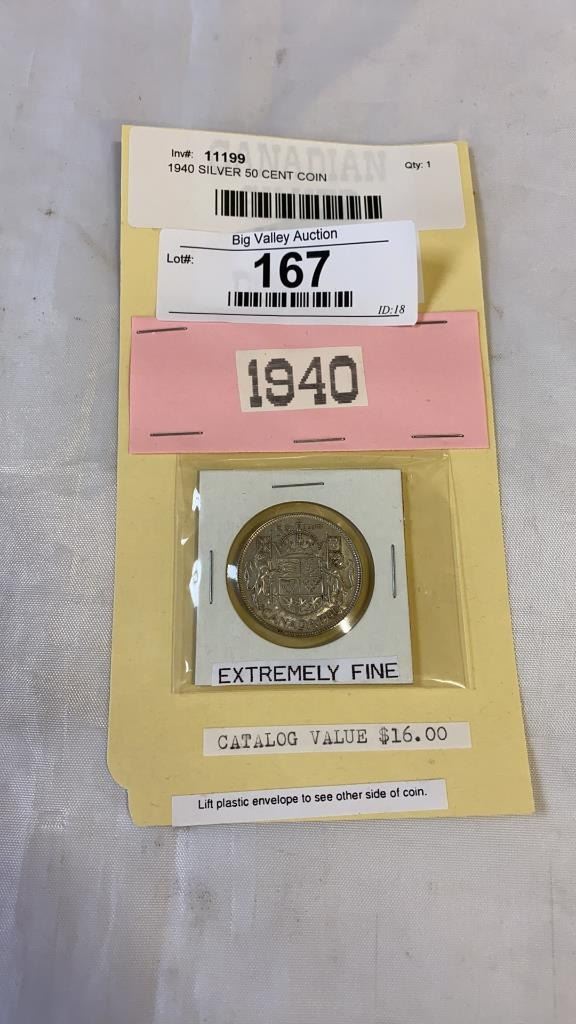 CANADIAN
Inv#: 11199
Qty: 1
1940 SILVER 50 CENT COIN
Big Valley Auction
Lot#:
167
ID:18
1940
CANADA
EXTREMELY FINE
CATALOG VALUE $16.00
Lift plastic envelope to see other side of coin.